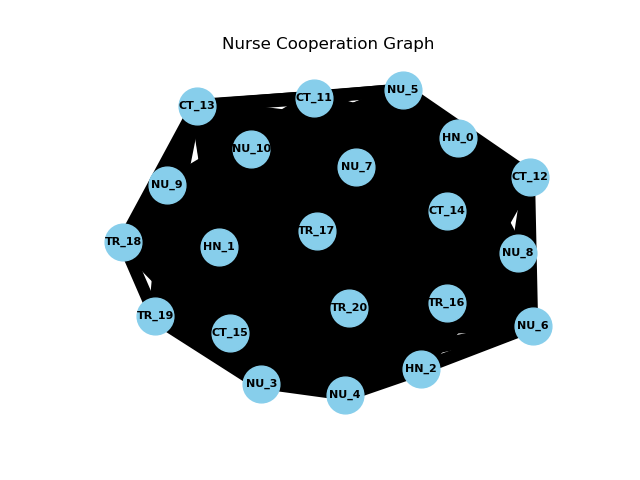 Nurse Cooperation Graph
NU_5
CT_11
CT_13
HN_0
NU_10
NU_7
CT_12
NU_9
CT_14
TR_17
TR_18
HN_1
NU_8
TR_16
TR_20
TR_19
NU_6
CT_15
HN_2
NU_3
NU_4